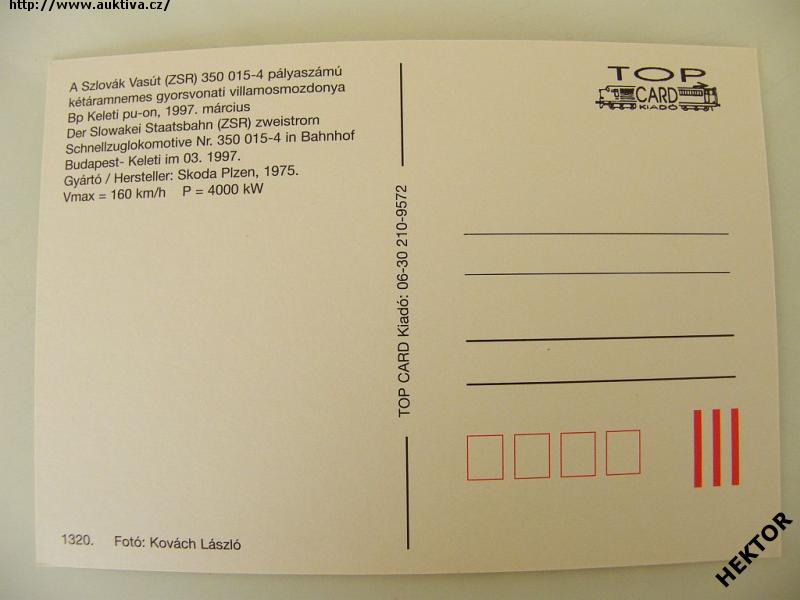 http://www.auktiva.cz/
A Szlovák Vasút (ZSR) 350 015-4 pályaszámú
kétáramnemes gyorsvonati villamosmozdonya
Bp Keleti pu-on, 1997. március
Der Slowakei Staatsbahn (ZSR) zweistrom
Schnellzuglokomotive Nr. 350 015-4 in Bahnhof
Budapest- Keleti im 03. 1997.
Gyártó / Hersteller: Skoda Plzen, 1975.
Vmax = 160 km/h P = 4000 kW
1320. Fotó: Kovách László
TOP CARD Kiadó: 06-30 210-9572
TOP
CARD
KIADÓ
HEKTOR